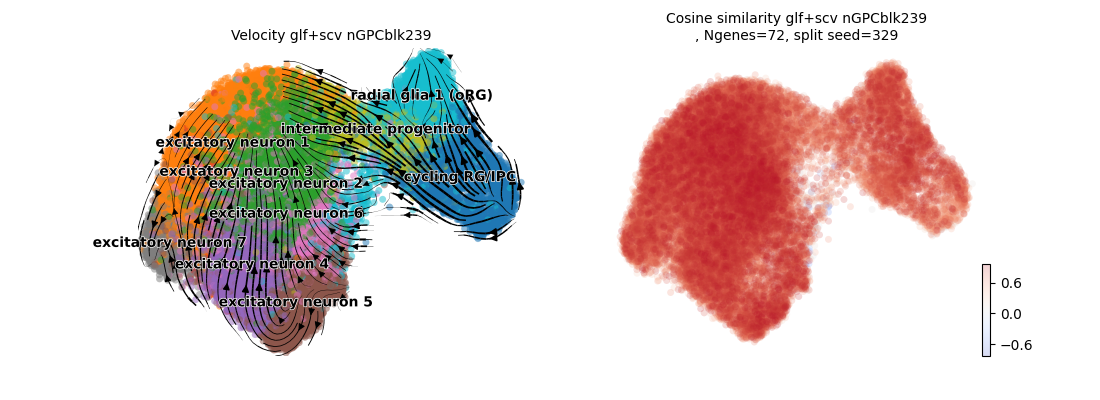 Velocity glf+scv nGPCblk239
radial glia 1 (oRG)
intermediate progenitor
excitatory neuron 1
excitatory neuron 3
cycling RG/IPC
excitatory neuron 2
excitatory neuron 6
excitatory neuron 7
excitatory neuron 4
excitatory neuron 5
Cosine similarity glf+scv nGPCblk239
, Ngenes=72, split seed=329
0.6
0.0
−0.6